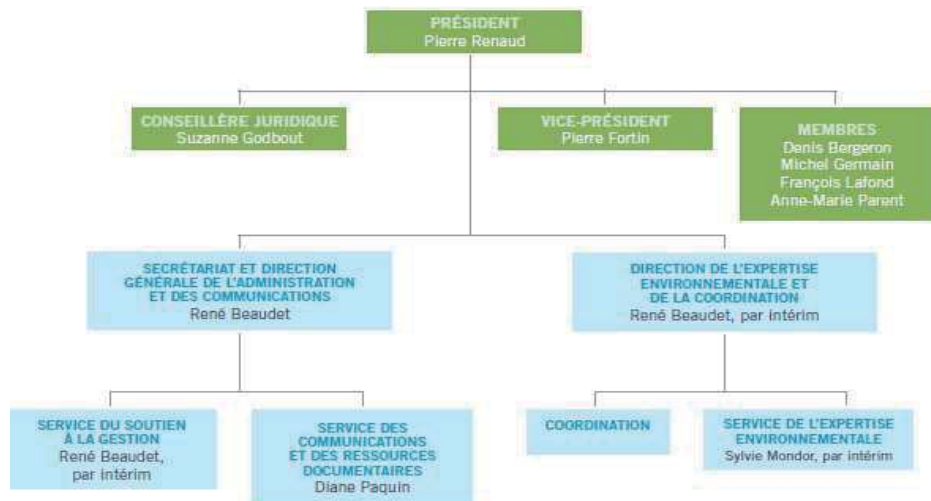 PRÉSIDENT
Pierre Renaud
CONSEILLÈRE JURIDIQUE
Suzanne Godbout
VICE-PRÉSIDENT
Pierre Fortin
MEMBRES
Denis Bergeron
Michel Germain
François Lafond
Anne-Marie Parent
SECRÉTARIAT ET DIRECTION
GÉNÉRALE DE L'ADMINISTRATION
ET DES COMMUNICATIONS
René Beaudet
DIRECTION DE L'EXPERTISE
ENVIRONNEMENTALE ET
DE LA COORDINATION
René Beaudet, par intérim
SERVICE DU SOUTIEN
À LA GESTION
René Beaudet,
par intérim
SERVICE DES
COMMUNICATIONS
ET DES RESSOURCES
DOCUMENTAIRES
Diane Paquin
COORDINATION
SERVICE DE L'EXPERTISE
ENVIRONNEMENTALE
Sylvie Mondor, par intérim